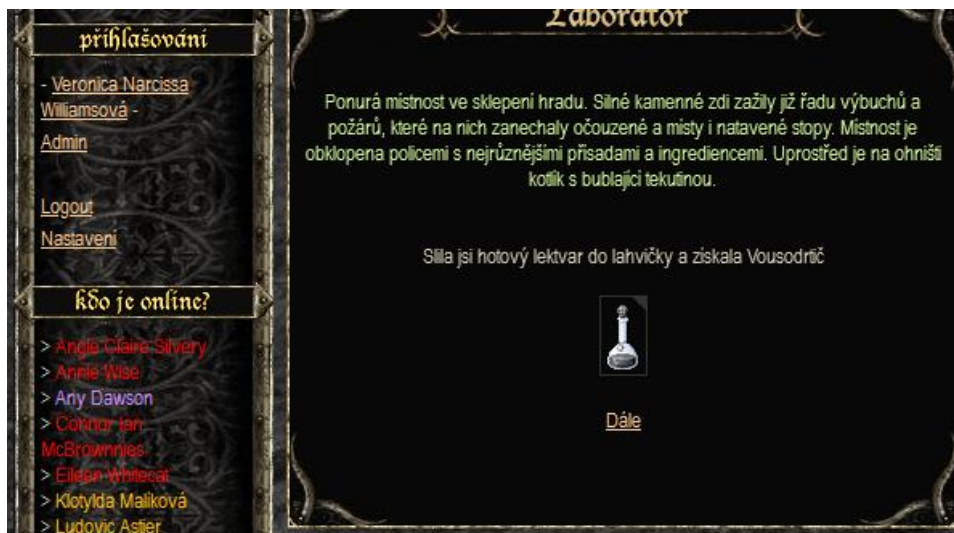 přihlašování
- Veronica Narcissa
Williamsová -
Admin
Logout
Nastavení
kdo je online?
> Angie Claire Silvery
> Annie Wise
> Any Dawson
> Connor Ian
McBrownnies
> Eileen Whitecat
> Klotylda Malíková
> Ludovic Astier
Laboratoř
Ponurá místnost ve sklepení hradu. Silné kamenné zdi zažily již řadu výbuchů a
požárů, které na nich zanechaly očouzené a místy i natavené stopy. Místnost je
obklopena policemi s nejrůznějšími přísadami a ingrediencemi. Uprostřed je na ohništi
kotlík s bublající tekutinou.
Slila jsi hotový lektvar do lahvičky a získala Vousodrtič
Dále